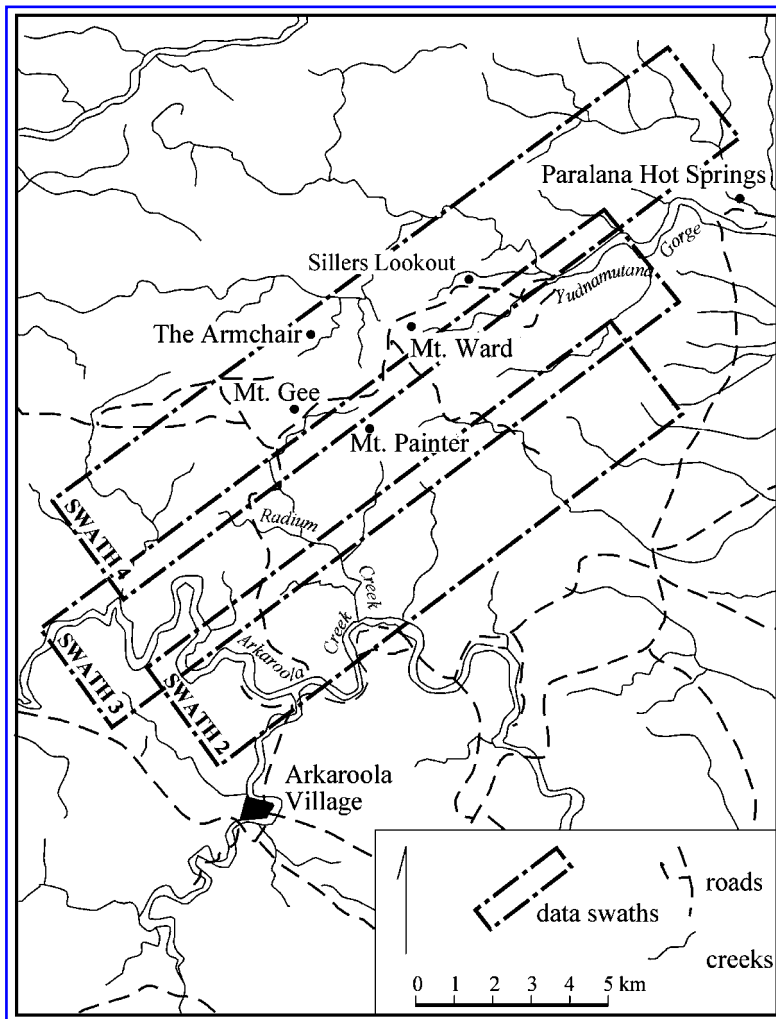 Paralana Hot Springs
Gorge
Yudnamutana
Sillers Lookout
The Armchair
Mt. Ward
Mt. Gee
Mt. Painter
Radium
Creek
SWATH 4
Arkaroola
Creek
SWATH 3
SWATH 2
Arkaroola
Village
roads
data swaths
creeks
0 1 2 3 4 5 km